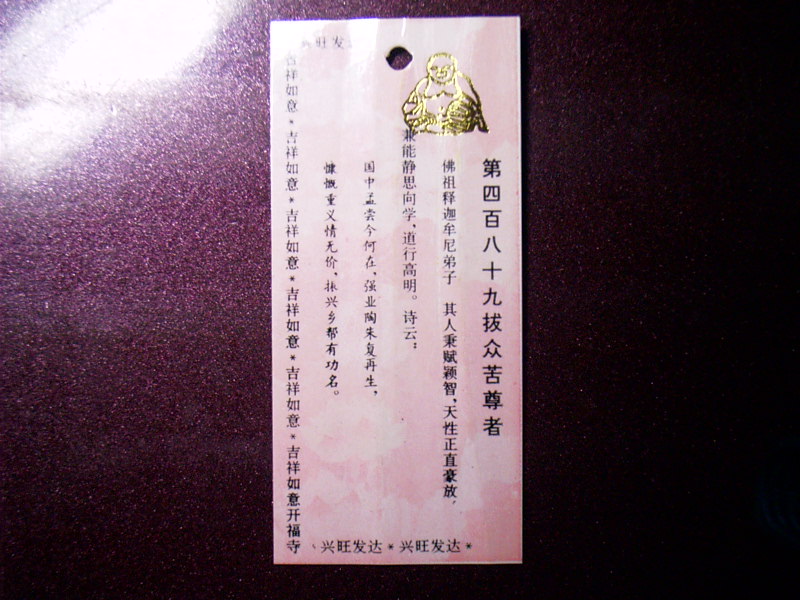 第四百八十九拔众苦尊者
佛祖释迦牟尼弟子 其人秉赋颖智,天性正直豪放,
兼能静思向学,道行高明。诗云:
国中孟尝今何在,强业陶朱复再生,
慷慨重义情无价,振兴乡帮有功名。
吉祥如意*吉祥如意*吉祥如意*吉祥如意*吉祥如意*吉祥如意开福寺
兴旺发
、兴旺发达*兴旺发达*